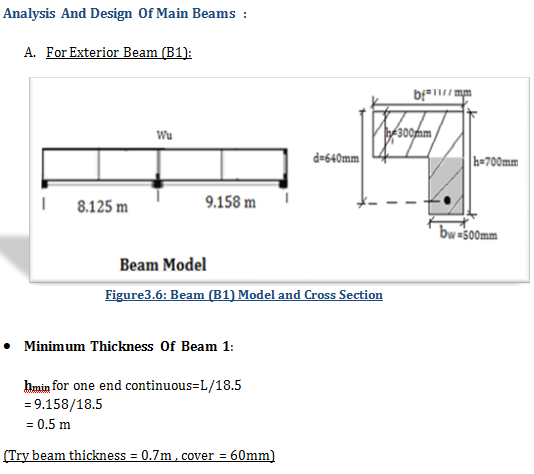 Analysis And Design Of Main Beams :
A. For Exterior Beam (B1):
bf=1177mm
Wu
h=300mm
d=640mm
h=700mm
8.125 m
9.158 m
bw=500mm
Beam Model
Figure3.6: Beam (B1) Model and Cross Section
• Minimum Thickness Of Beam 1:
hmin for one end continuous=L/18.5
=9.158/18.5
= 0.5 m
(Try beam thickness = 0.7m , cover = 60mm)